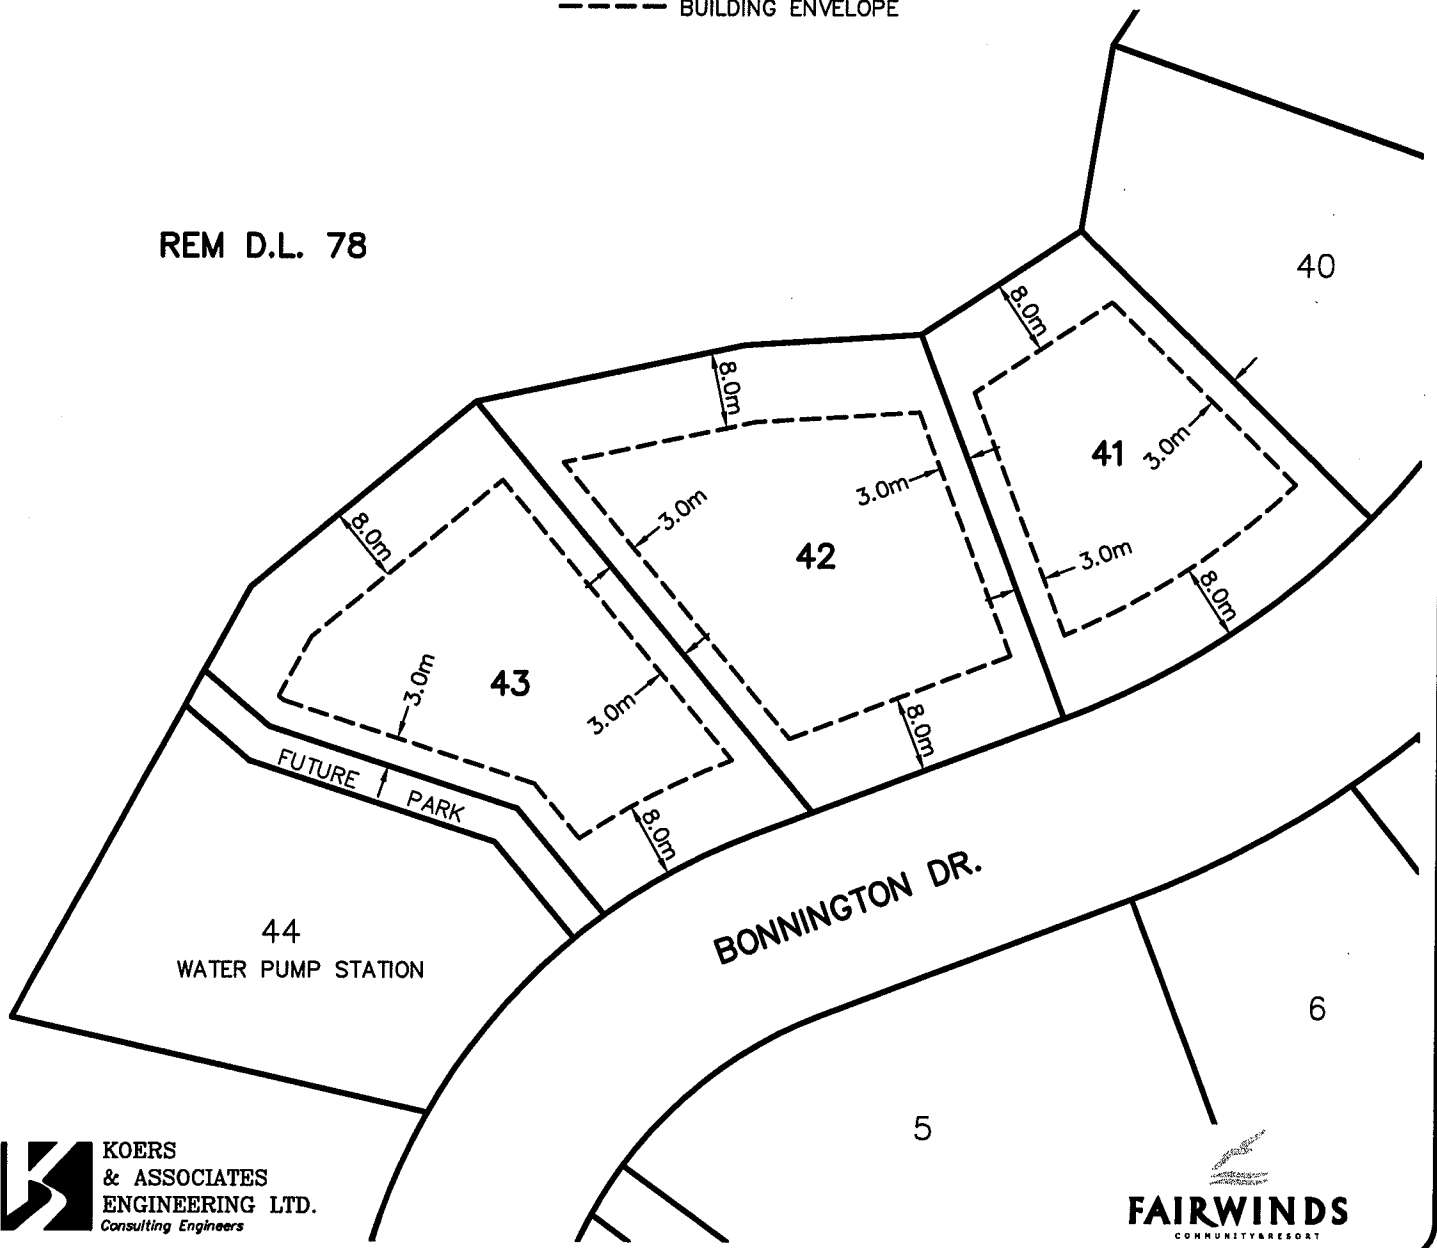 BUILDING ENVELOPE
REM D.L. 78
40
8.0m
8.0m
41
3.0m
3.0m
3.0m
3.0m
42
8.0m
8.0m
8.0m
43
3.0m
3.0m
8.0m
8.0m
FUTURE PARK
BONNINGTON DR.
44
WATER PUMP STATION
6
5
KOERS
& ASSOCIATES
ENGINEERING LTD.
Consulting Engineers
FAIRWINDS
COMMUNITY & RESORT